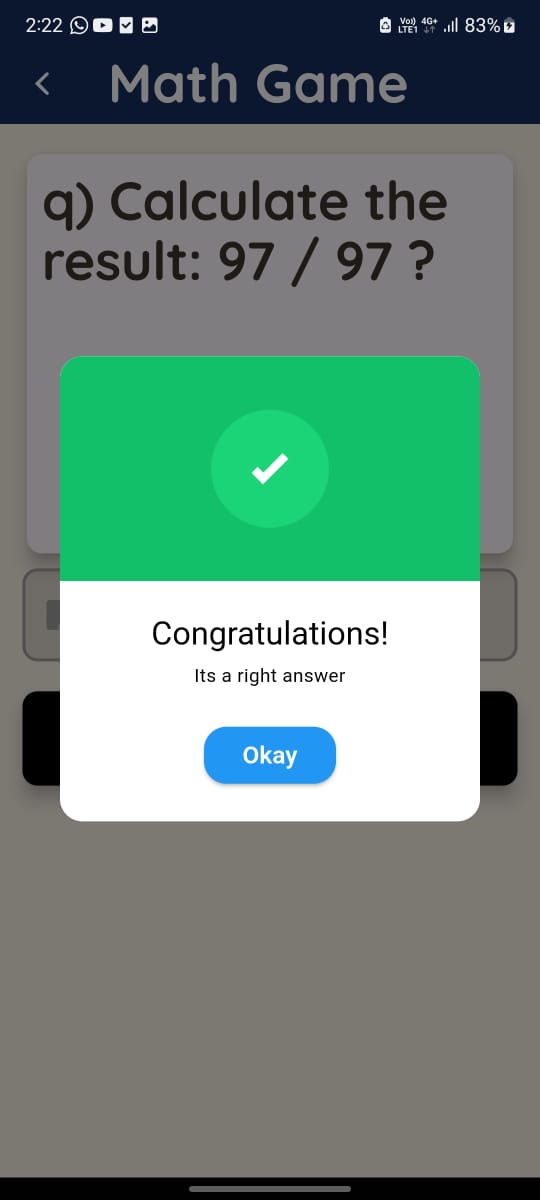 2:22 Vo)) LTE1 4G+ 83%
Math Game
q) Calculate the
result: 97 / 97 ?
Congratulations!
Its a right answer
Okay